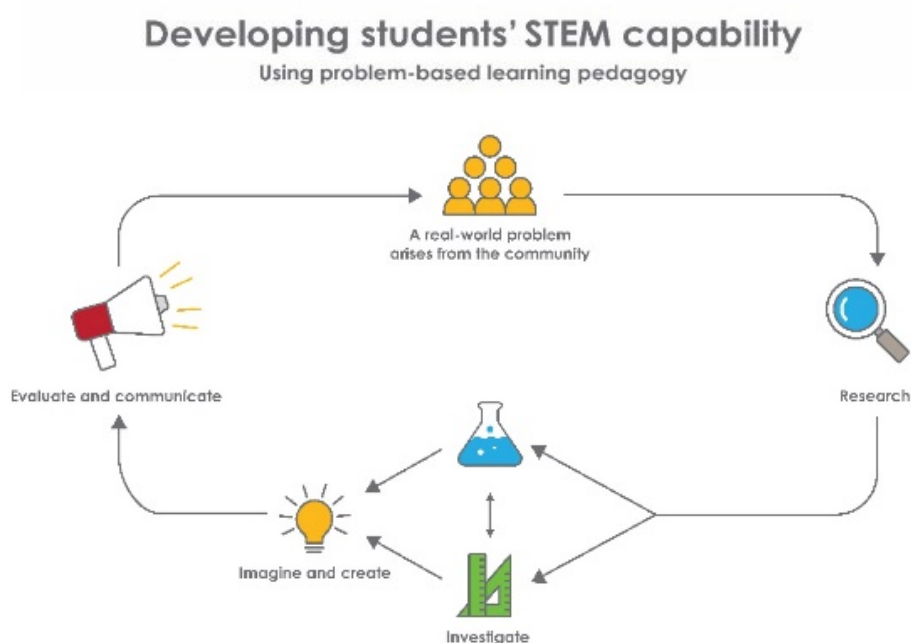 Developing students' STEM capability
Using problem-based learning pedagogy
A real-world problem
arises from the community
Research
Evaluate and communicate
Imagine and create
Investigate